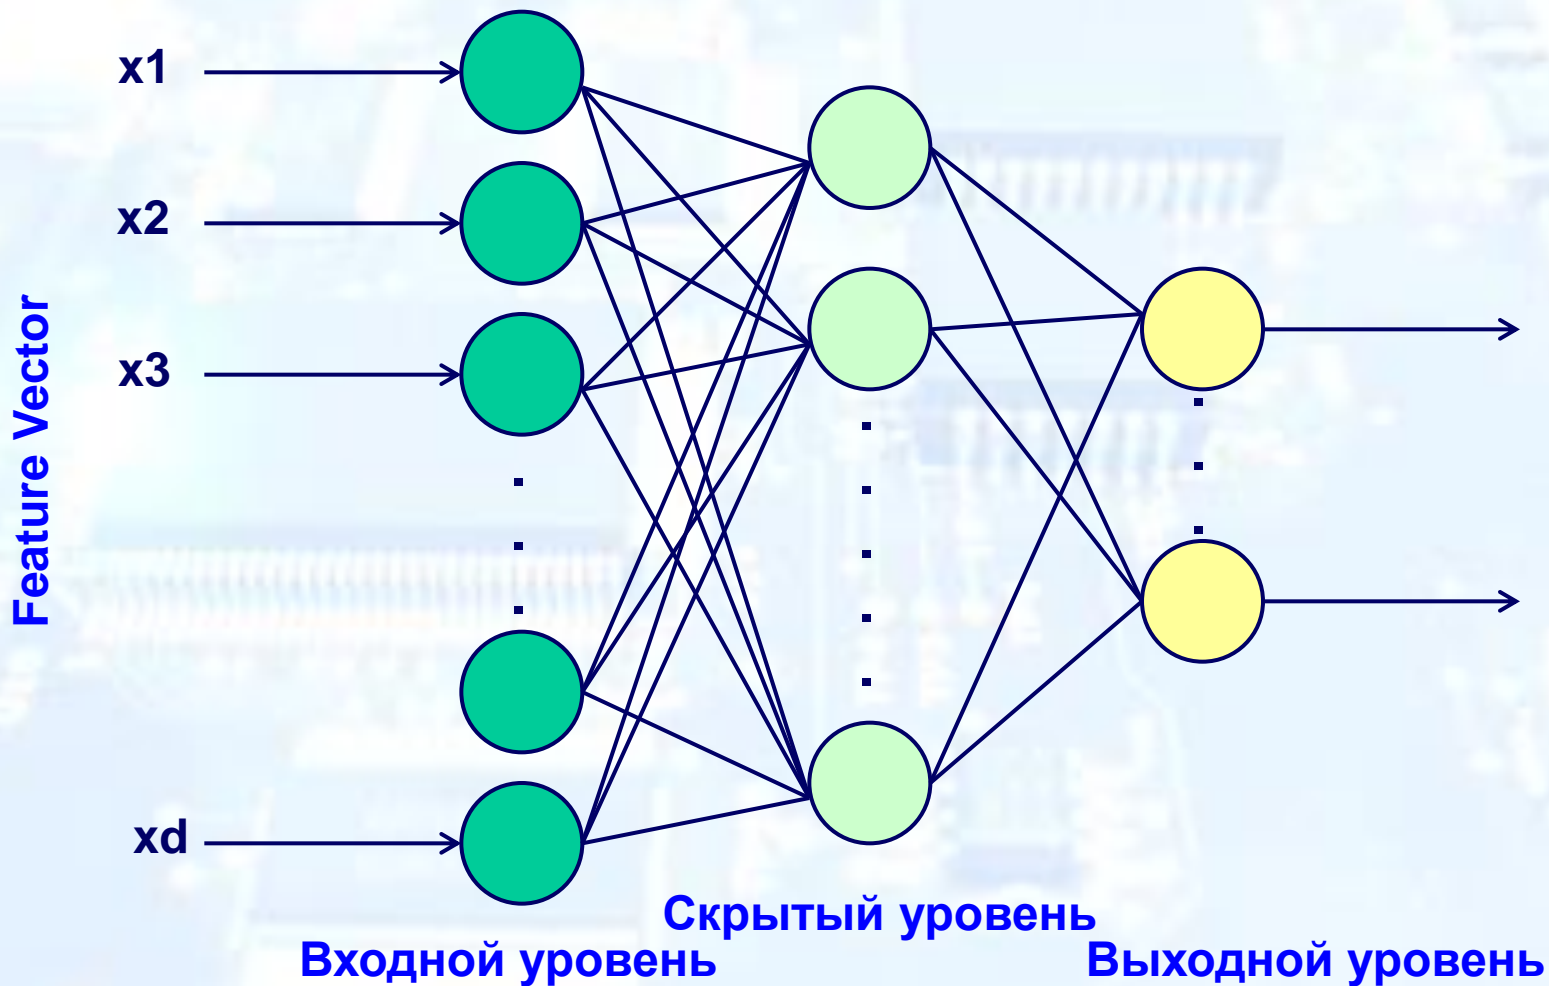 x1
x2
x3
Feature Vector
xd
Скрытый уровень
Входной уровень
Выходной уровень